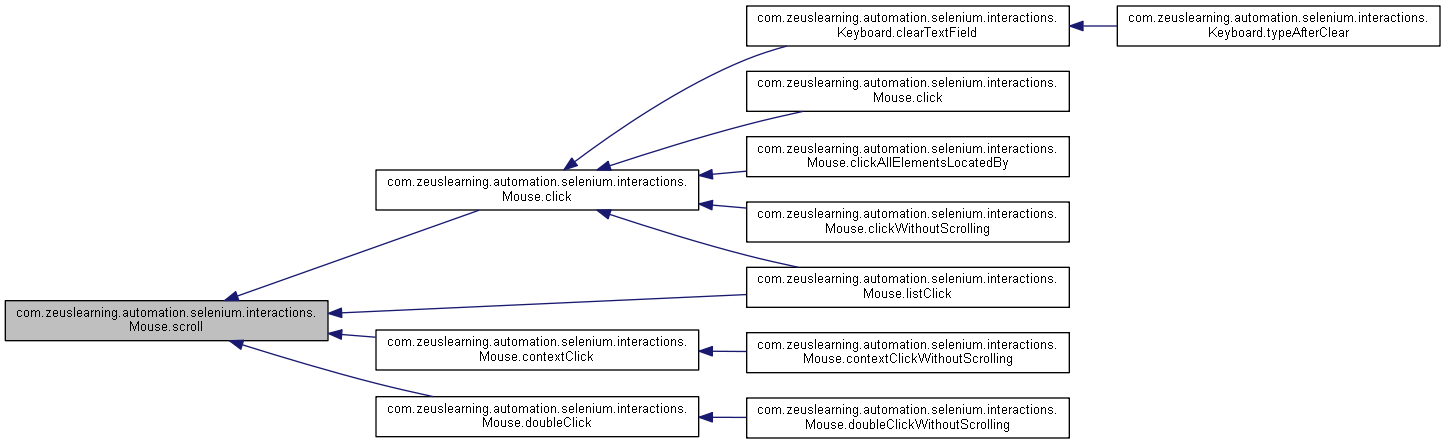 com.zeuslearning.automation.selenium.interactions.
Keyboard.clearTextField
com.zeuslearning.automation.selenium.interactions.
Keyboard.typeAfterClear
com.zeuslearning.automation.selenium.interactions.
Mouse.click
com.zeuslearning.automation.selenium.interactions.
Mouse.clickAllElementsLocatedBy
com.zeuslearning.automation.selenium.interactions.
Mouse.click
com.zeuslearning.automation.selenium.interactions.
Mouse.clickWithoutScrolling
com.zeuslearning.automation.selenium.interactions.
Mouse.listClick
com.zeuslearning.automation.selenium.interactions.
Mouse.scroll
com.zeuslearning.automation.selenium.interactions.
Mouse.contextClick
com.zeuslearning.automation.selenium.interactions.
Mouse.contextClickWithoutScrolling
com.zeuslearning.automation.selenium.interactions.
Mouse.doubleClick
com.zeuslearning.automation.selenium.interactions.
Mouse.doubleClickWithoutScrolling